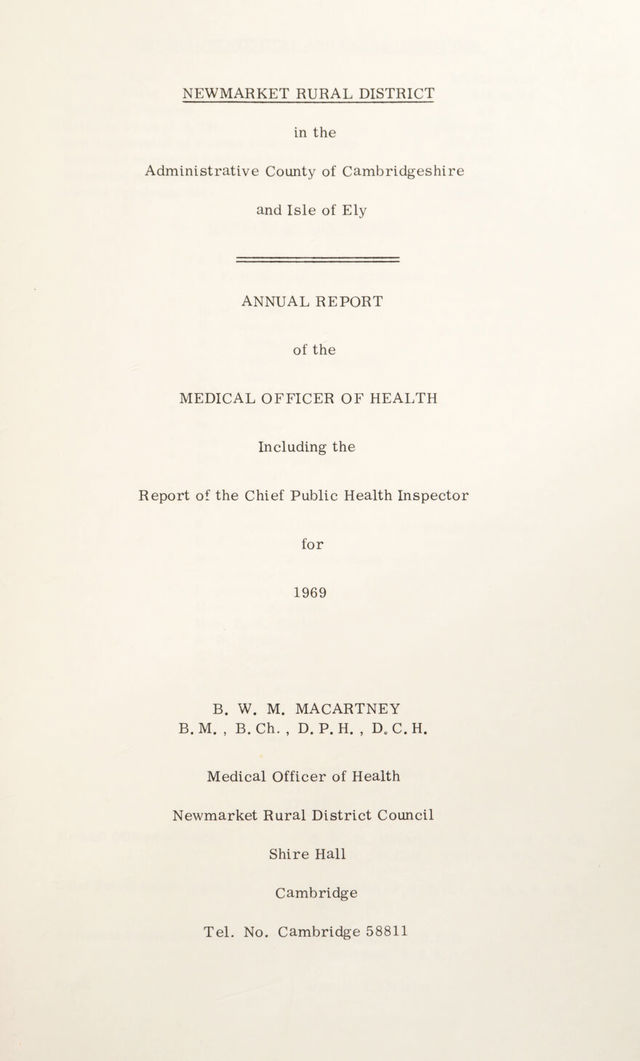 NEWMARKET RURAL DISTRICT
in the
Administrative County of Cambridgeshire
and Isle of Ely
ANNUAL REPORT
of the
MEDICAL OFFICER OF HEALTH
Including the
Report of the Chief Public Health Inspector
for
1969
B. W. M. MACARTNEY
B. M. , B. Ch. , D. P. H. , D. C. H.
Medical Officer of Health
Newmarket Rural District Council
Shire Hall
Cambridge
Tel. No. Cambridge 58811